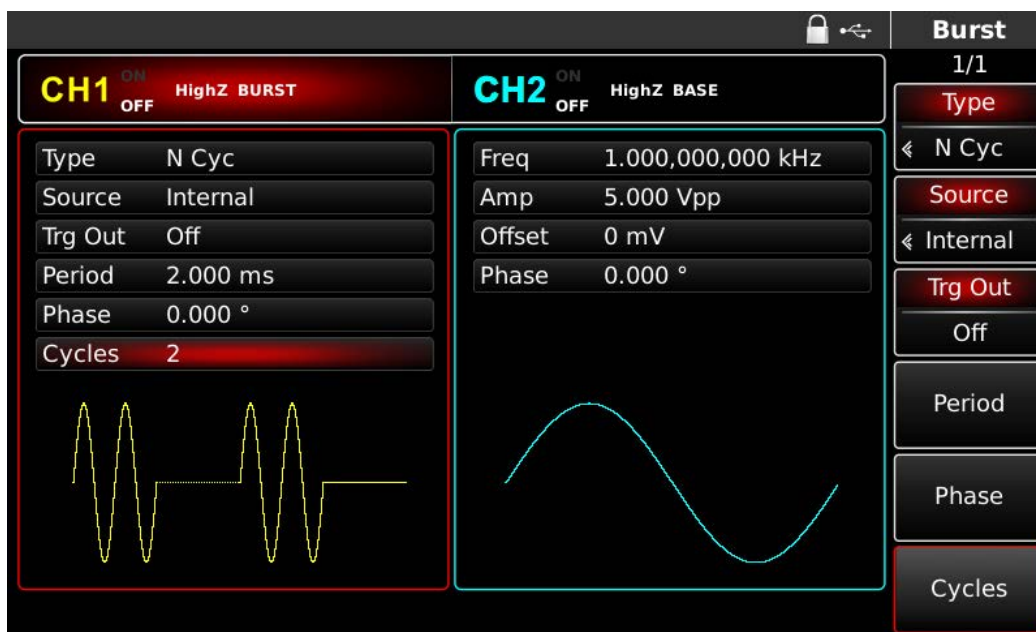 Burst
1/1
CH1 ON OFF HighZ BURST
CH2 ON OFF HighZ BASE
Type N Cyc
Source Internal
Trg Out Off
Period 2.000 ms
Phase 0.000 °
Cycles 2
Freq 1.000,000,000 kHz
Amp 5.000 Vpp
Offset 0 mV
Phase 0.000 °
Type
N Cyc
Source
Internal
Trg Out
Off
Period
Phase
Cycles